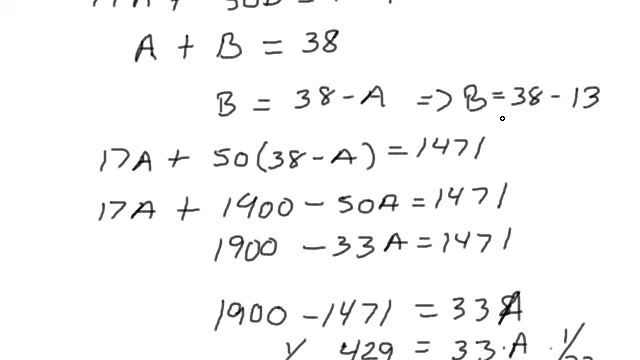 A + B = 38
B = 38 - A => B = 38 - 13
17A + 50(38 - A) = 1471
17A + 1900 - 50A = 1471
1900 - 33A = 1471
1900 - 1471 = 33A
429 = 33·A ·1/